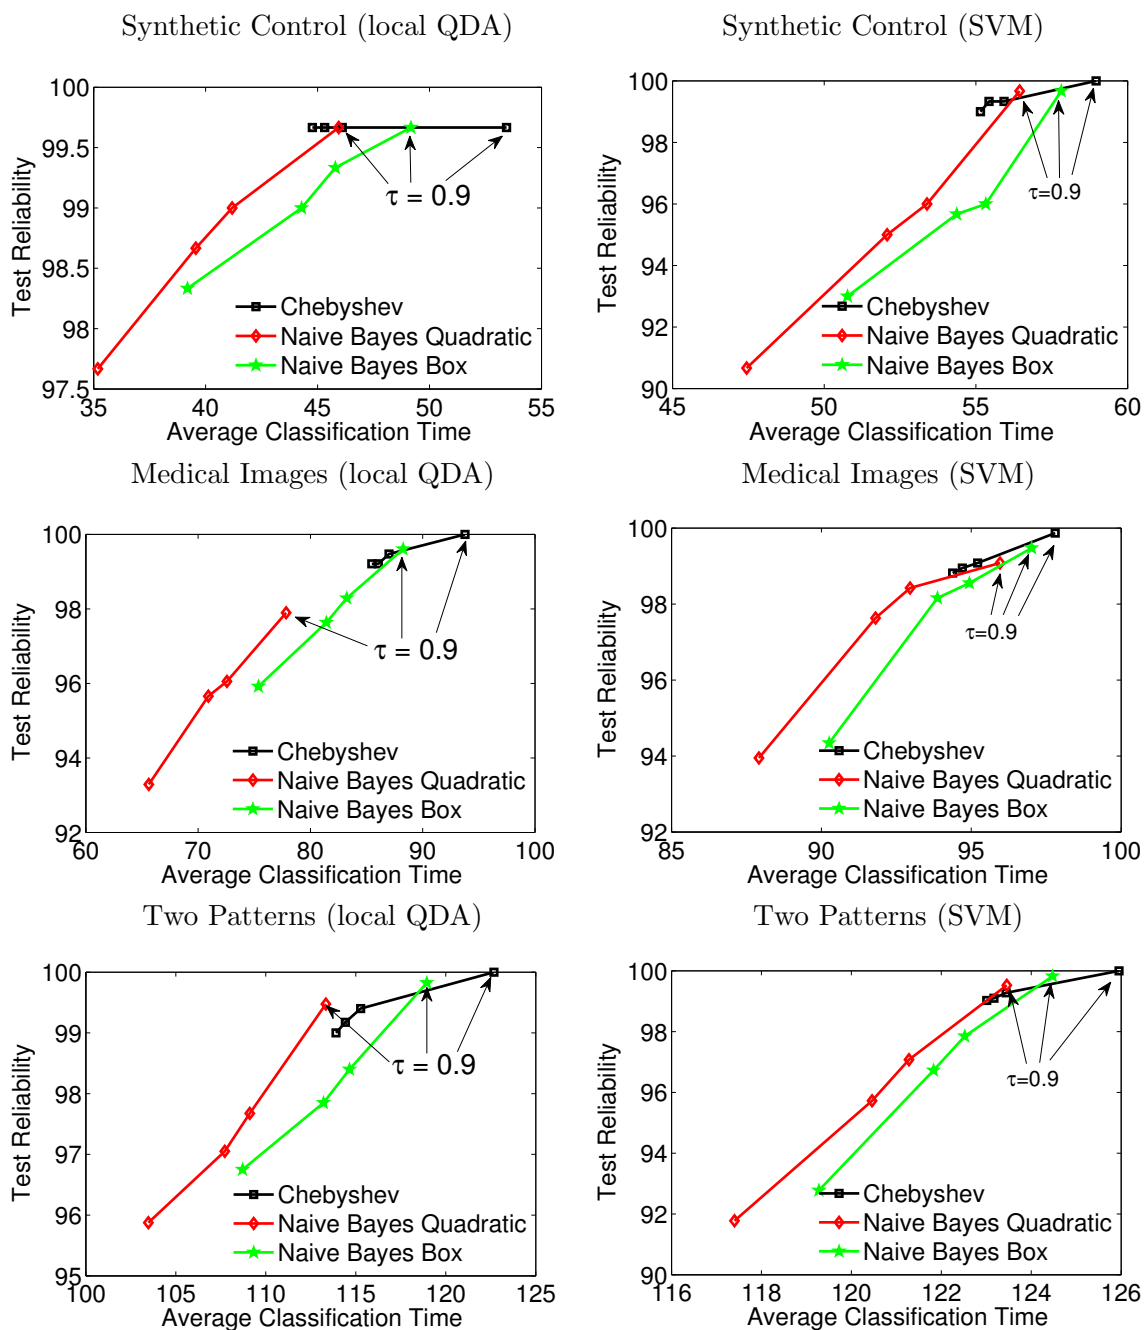 Synthetic Control (local QDA)
100
99.5
99
98.5
98
97.5
Test Reliability
τ = 0.9
Chebyshev
Naive Bayes Quadratic
Naive Bayes Box
35 40 45 50 55
Average Classification Time
Synthetic Control (SVM)
100
98
96
94
92
90
Test Reliability
τ=0.9
Chebyshev
Naive Bayes Quadratic
Naive Bayes Box
45 50 55 60
Average Classification Time
Medical Images (local QDA)
100
98
96
94
92
Test Reliability
τ = 0.9
Chebyshev
Naive Bayes Quadratic
Naive Bayes Box
60 70 80 90 100
Average Classification Time
Medical Images (SVM)
100
98
96
94
92
Test Reliability
τ=0.9
Chebyshev
Naive Bayes Quadratic
Naive Bayes Box
85 90 95 100
Average Classification Time
Two Patterns (local QDA)
100
99
98
97
96
95
Test Reliability
τ = 0.9
Chebyshev
Naive Bayes Quadratic
Naive Bayes Box
100 105 110 115 120 125
Average Classification Time
Two Patterns (SVM)
100
98
96
94
92
90
Test Reliability
τ=0.9
Chebyshev
Naive Bayes Quadratic
Naive Bayes Box
116 118 120 122 124 126
Average Classification Time